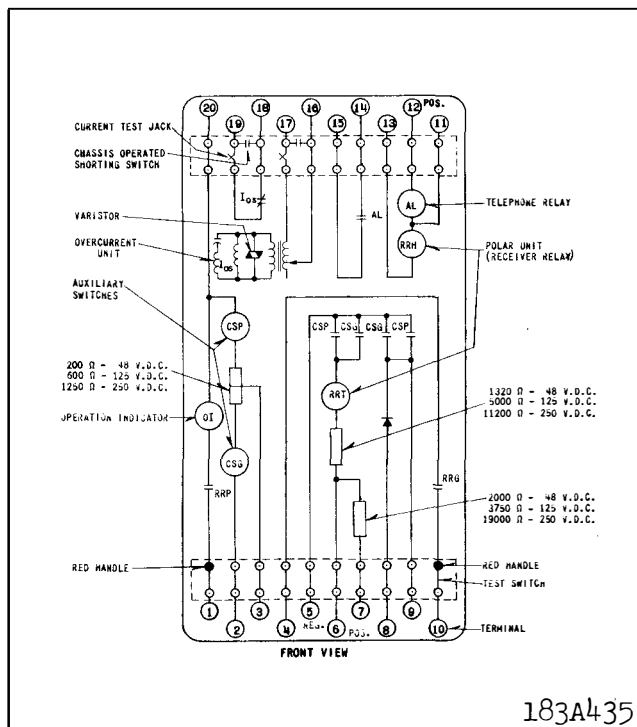 20 18 16 14 12 POS.
19 17 15 13 11
CURRENT TEST JACK
CHASSIS OPERATED
SHORTING SWITCH
Ios
AL
AL
TELEPHONE RELAY
VARISTOR
RRH
POLAR UNIT
(RECEIVER RELAY)
OVERCURRENT
UNIT
Ios
AUXILIARY
SWITCHES
CSP
CSP CSG CSG CSP
200 Ω - 48 V.D.C.
600 Ω - 125 V.D.C.
1250 Ω - 250 V.D.C.
RRT
1320 Ω - 48 V.D.C.
5000 Ω - 125 V.D.C.
11200 Ω - 250 V.D.C.
OPERATION INDICATOR
OI
CSG
RRP
RRG
2000 Ω - 48 V.D.C.
3750 Ω - 125 V.D.C.
19000 Ω - 250 V.D.C.
RED HANDLE
RED HANDLE
TEST SWITCH
1 3 5 7 9
NEG. POS.
2 4 6 8 10
TERMINAL
FRONT VIEW
183A435